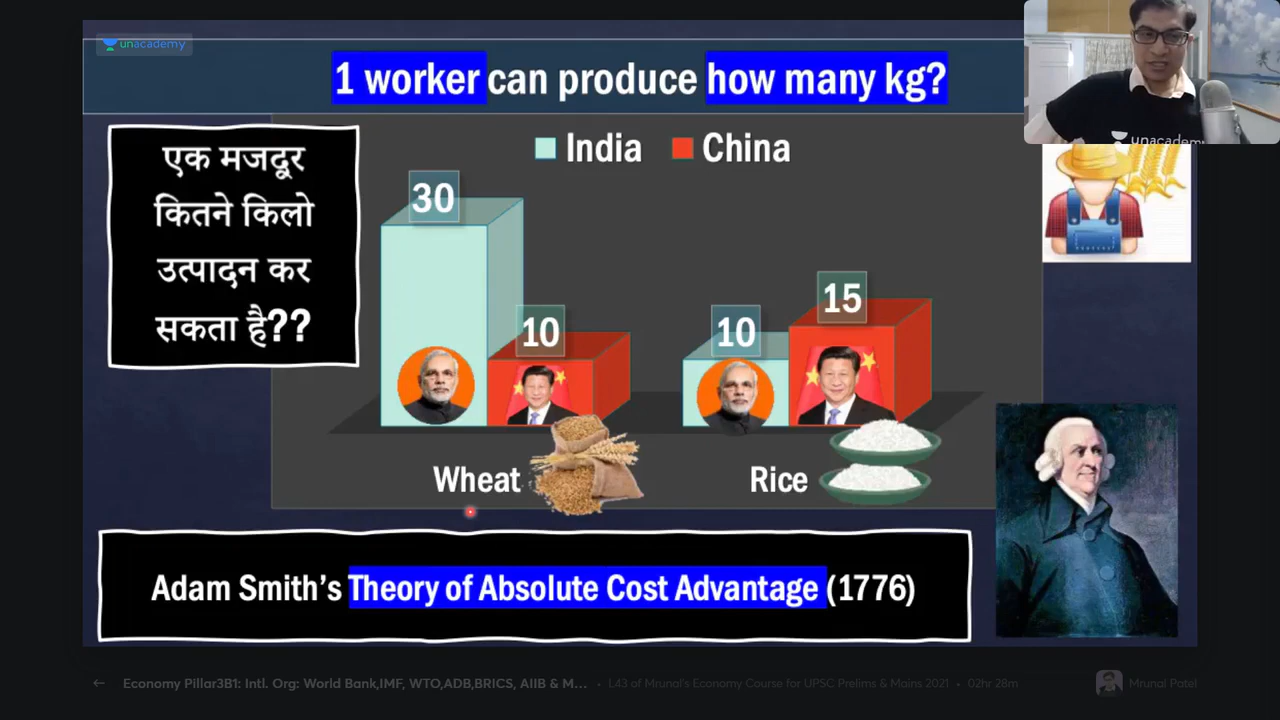 unacademy
1 worker can produce how many kg?
एक मजदूर
कितने किलो
उत्पादन कर
सकता है??
India China
30
10
10
15
Wheat
Rice
Adam Smith's Theory of Absolute Cost Advantage (1776)
unacademy
← Economy Pillar3B1: Intl. Org: World Bank,IMF, WTO,ADB,BRICS, AIIB & M... • L43 of Mrunal's Economy Course for UPSC Prelims & Mains 2021 • 02hr 28m
Mrunal Patel